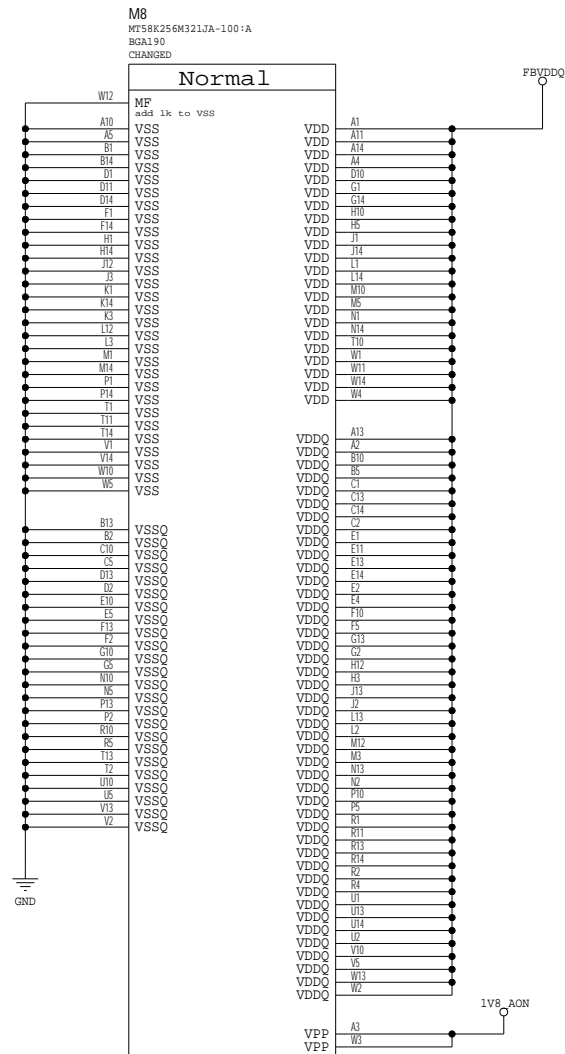 M8
MT58K256M321JA-100:A
BGA190
CHANGED
Normal
FBVDDQ
W12 MF
add 1k to VSS
A10 VSS VDD A1
A5 VSS VDD A11
B1 VSS VDD A14
B14 VSS VDD A4
D1 VSS VDD D10
D11 VSS VDD G1
D14 VSS VDD G14
F1 VSS VDD H10
F14 VSS VDD H5
H1 VSS VDD J1
H14 VSS VDD J14
J12 VSS VDD L1
J3 VSS VDD L14
K1 VSS VDD M10
K14 VSS VDD M5
K3 VSS VDD N1
L12 VSS VDD N14
L3 VSS VDD T10
M1 VSS VDD W1
M14 VSS VDD W11
P1 VSS VDD W14
P14 VSS VDD W4
T1 VSS
T11 VSS
T14 VSS VDDQ A13
V1 VSS VDDQ A2
V14 VSS VDDQ B10
W10 VSS VDDQ B5
W5 VSS VDDQ C1
VDDQ C13
VDDQ C14
B13 VSSQ VDDQ C2
B2 VSSQ VDDQ E1
C10 VSSQ VDDQ E11
C5 VSSQ VDDQ E13
D13 VSSQ VDDQ E14
D2 VSSQ VDDQ E2
E10 VSSQ VDDQ E4
E5 VSSQ VDDQ F10
F13 VSSQ VDDQ F5
F2 VSSQ VDDQ G13
G10 VSSQ VDDQ G2
G5 VSSQ VDDQ H12
N10 VSSQ VDDQ H3
N5 VSSQ VDDQ J13
P13 VSSQ VDDQ J2
P2 VSSQ VDDQ L13
R10 VSSQ VDDQ L2
R5 VSSQ VDDQ M12
T13 VSSQ VDDQ M3
T2 VSSQ VDDQ N13
U10 VSSQ VDDQ N2
U5 VSSQ VDDQ P10
V13 VSSQ VDDQ P5
V2 VSSQ VDDQ R1
VDDQ R11
VDDQ R13
VDDQ R14
VDDQ R2
VDDQ R4
GND
VDDQ U1
VDDQ U13
VDDQ U14
VDDQ U2
VDDQ V10
VDDQ V5
VDDQ W13
VDDQ W2
1V8_AON
VPP A3
VPP W3